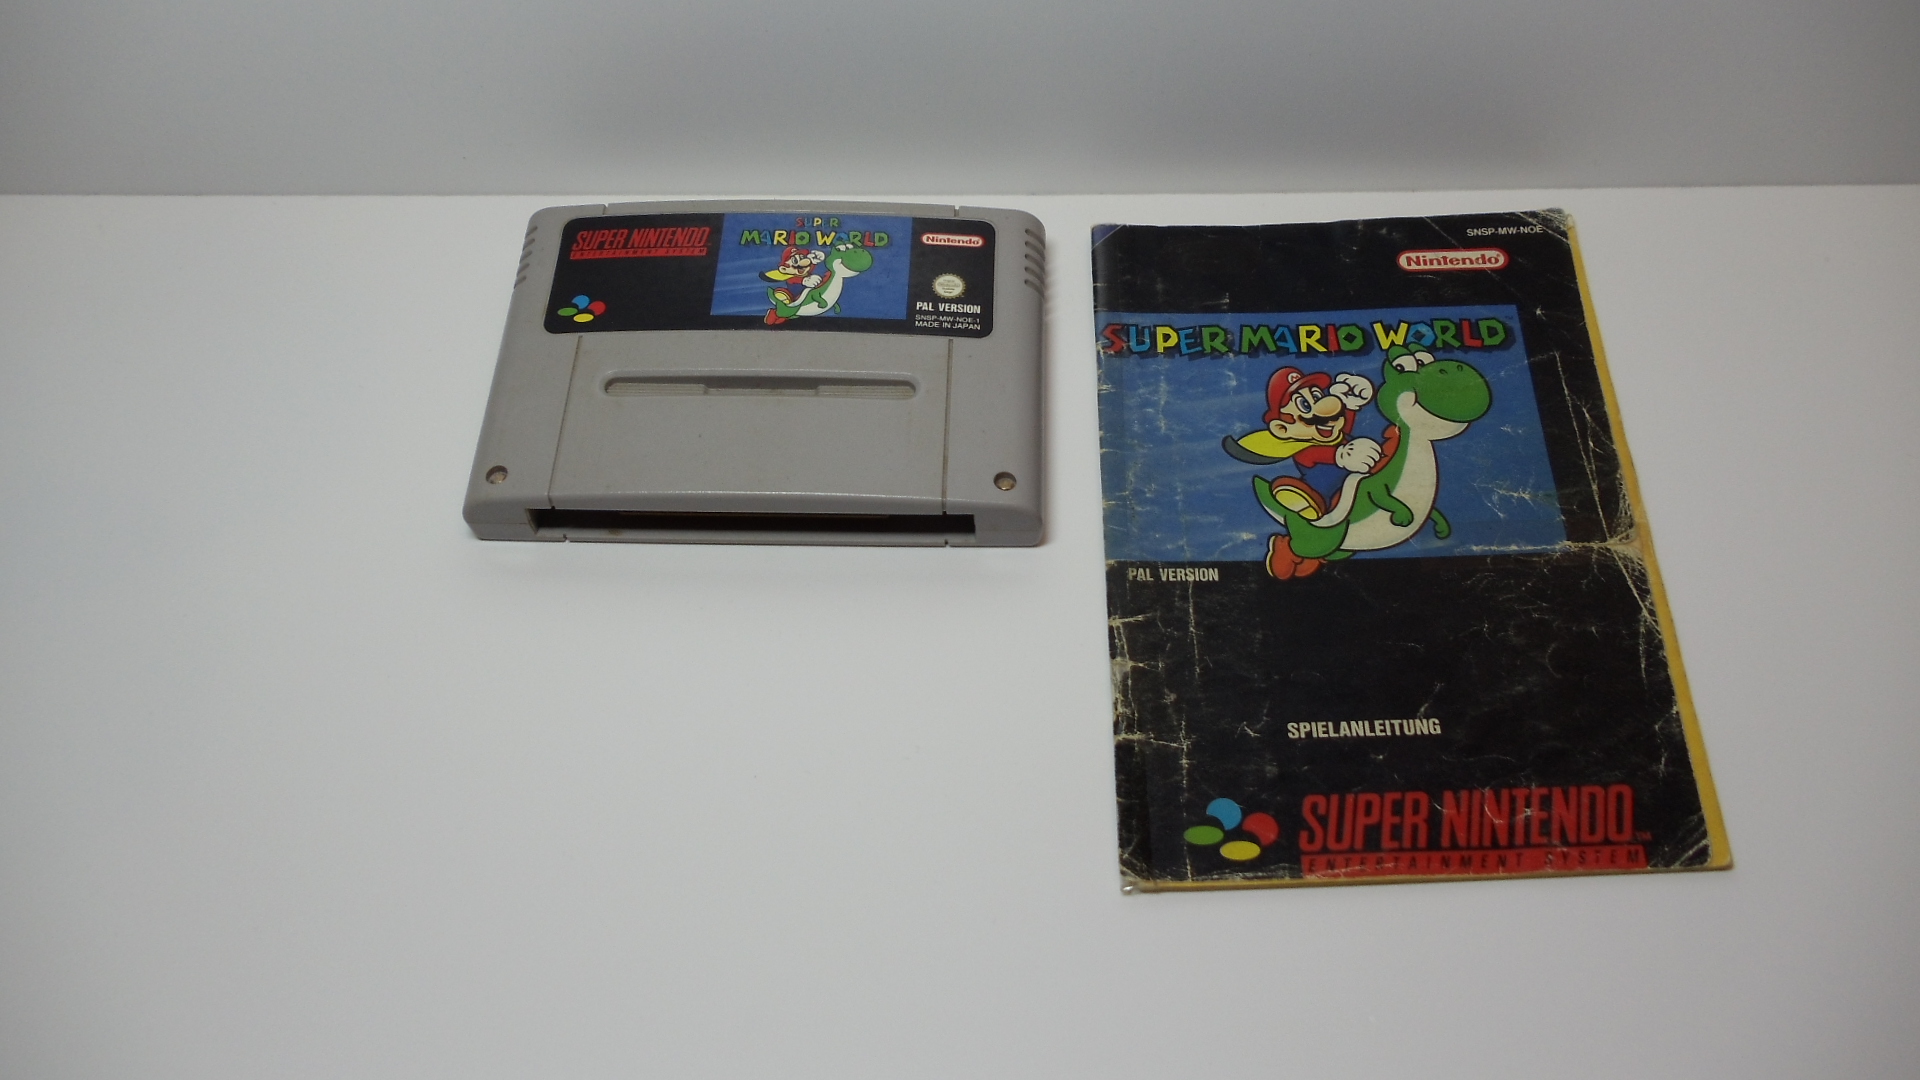 SUPER NINTENDO
ENTERTAINMENT SYSTEM
SUPER
MARIO WORLD
Nintendo
PAL VERSION
SNSP-MW-NOE-1
MADE IN JAPAN
SNSP-MW-NOE
Nintendo
SUPER MARIO WORLD
PAL VERSION
SPIELANLEITUNG
SUPER NINTENDO TM
ENTERTAINMENT SYSTEM